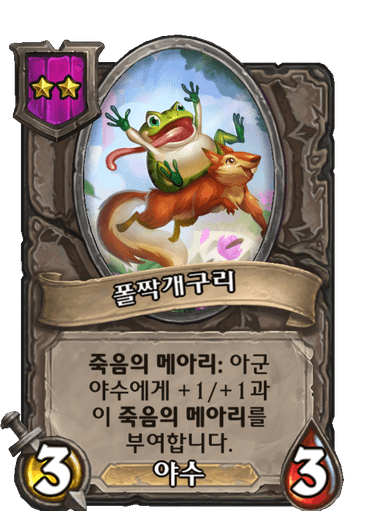 폴짝개구리
죽음의 메아리: 아군
야수에게 +1/+1과
이 죽음의 메아리를
부여합니다.
야수
3
3